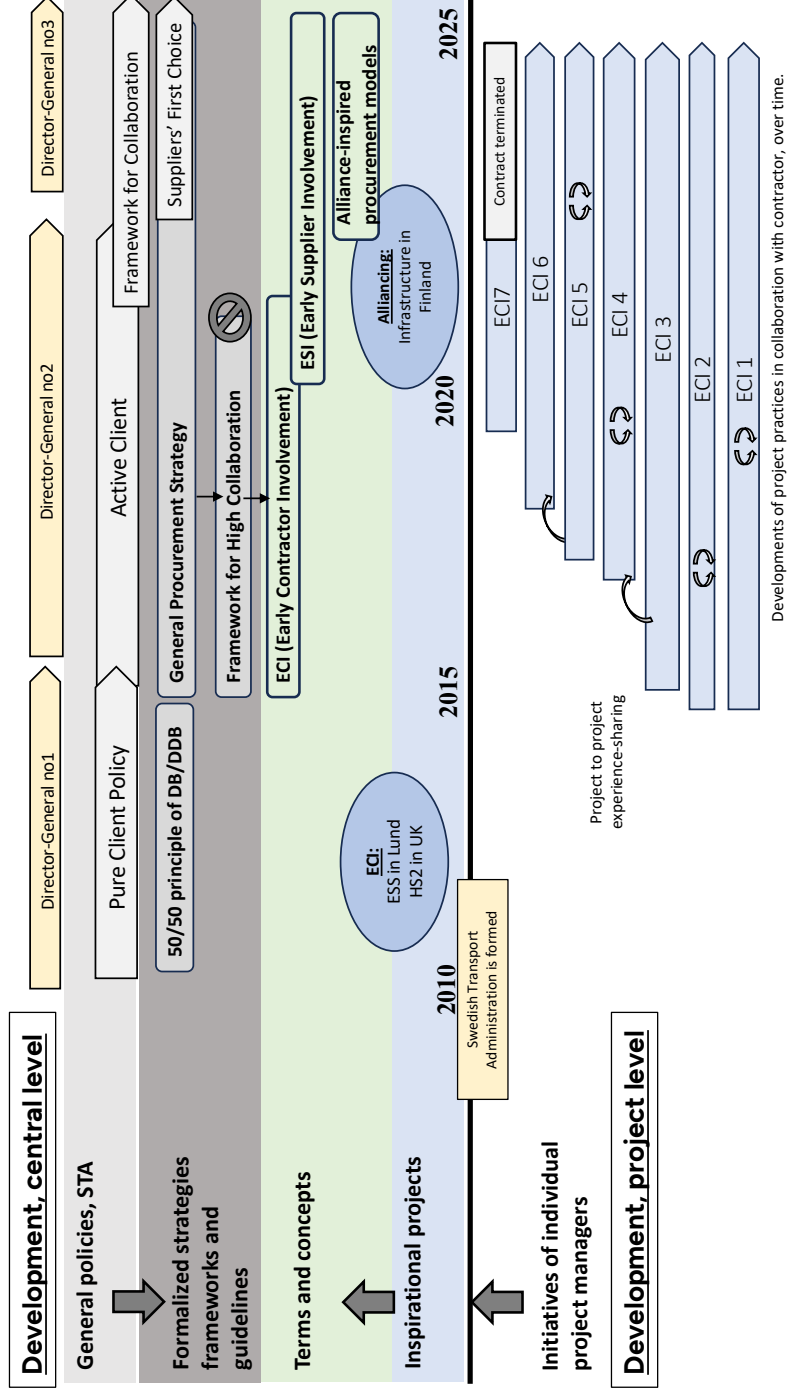 Development, central level
Director-General no1
Director-General no2
Director-General no3
General policies, STA
Pure Client Policy
Active Client
Framework for Collaboration
Formalized strategies
frameworks and
guidelines
50/50 principle of DB/DDB
General Procurement Strategy
Suppliers' First Choice
Framework for High Collaboration
Terms and concepts
ECI (Early Contractor Involvement)
ESI (Early Supplier Involvement)
Alliance-inspired
procurement models
Inspirational projects
ECI:
ESS in Lund
HS2 in UK
Alliancing:
Infrastructure in
Finland
2010
2015
2020
2025
Swedish Transport
Administration is formed
Initiatives of individual
project managers
Development, project level
Project to project
experience-sharing
ECI7
Contract terminated
ECI 6
ECI 5
ECI 4
ECI 3
ECI 2
ECI 1
Developments of project practices in collaboration with contractor, over time.